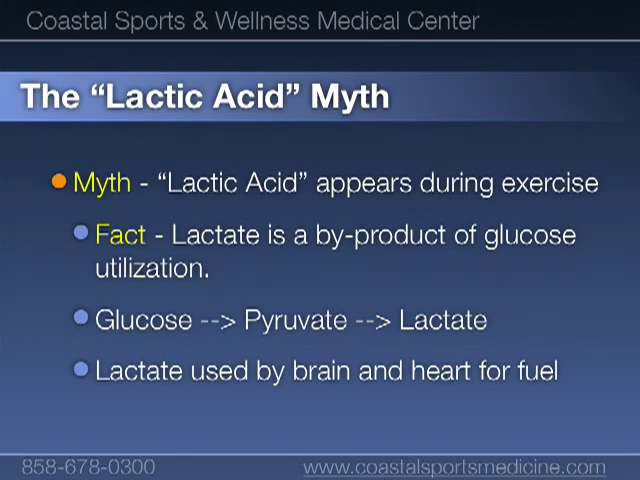 Coastal Sports & Wellness Medical Center
The “Lactic Acid” Myth
Myth - “Lactic Acid” appears during exercise
Fact - Lactate is a by-product of glucose
utilization.
Glucose --> Pyruvate --> Lactate
Lactate used by brain and heart for fuel
858-678-0300
www.coastalsportsmedicine.com